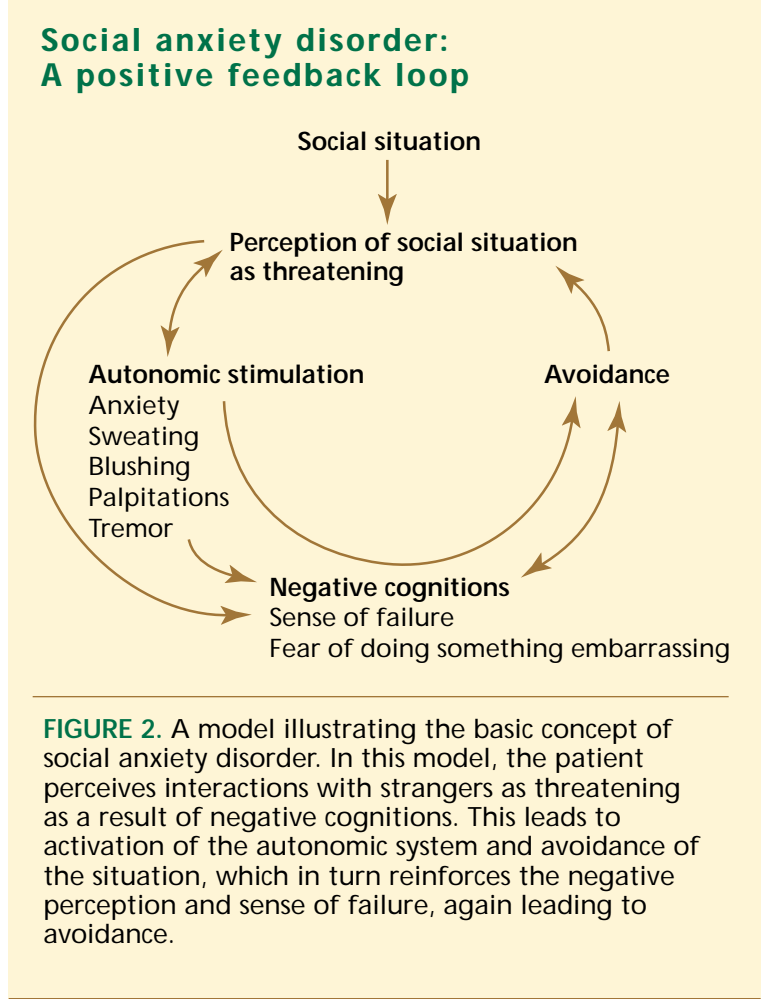 Social anxiety disorder:
A positive feedback loop
Social situation
Perception of social situation
as threatening
Autonomic stimulation
Anxiety
Sweating
Blushing
Palpitations
Tremor
Avoidance
Negative cognitions
Sense of failure
Fear of doing something embarrassing
FIGURE 2. A model illustrating the basic concept of
social anxiety disorder. In this model, the patient
perceives interactions with strangers as threatening
as a result of negative cognitions. This leads to
activation of the autonomic system and avoidance of
the situation, which in turn reinforces the negative
perception and sense of failure, again leading to
avoidance.